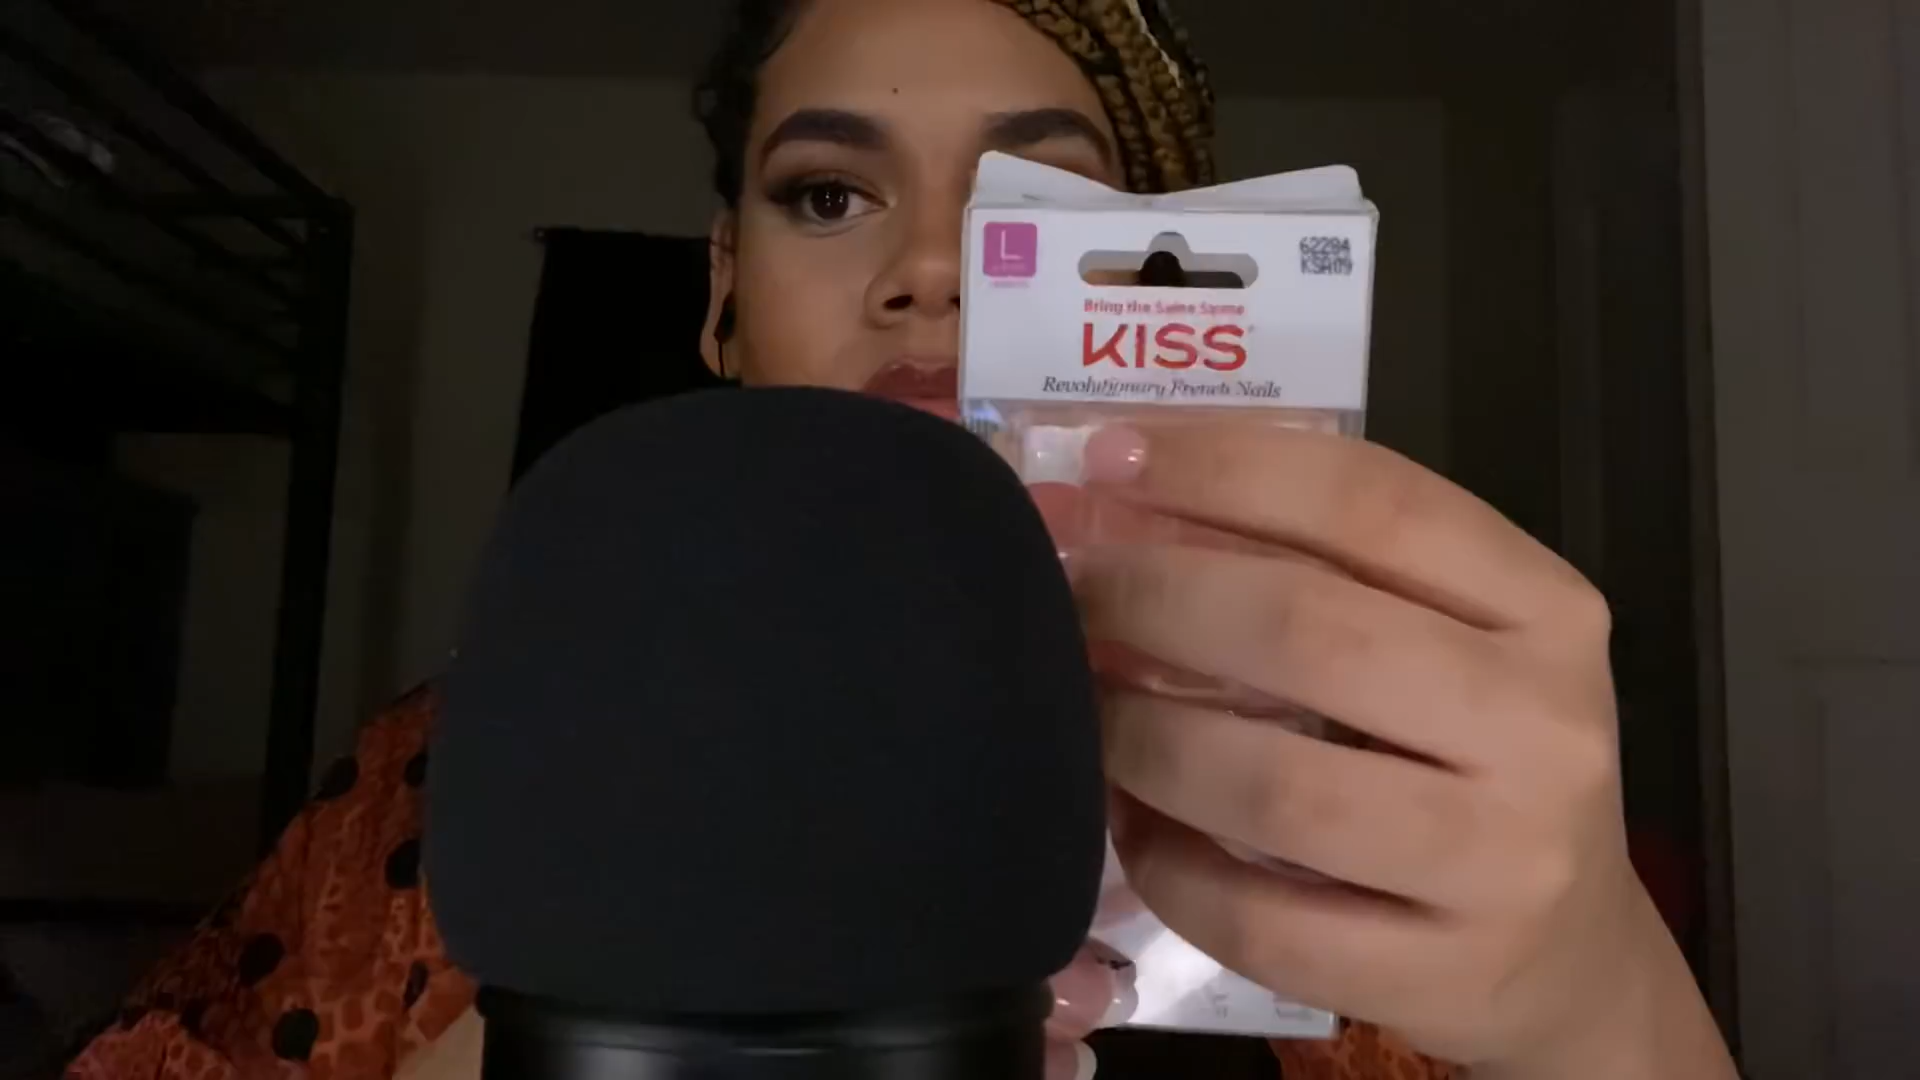 L
62284
KSA09
Bring the Salon Home
KISS
Revolutionary French Nails